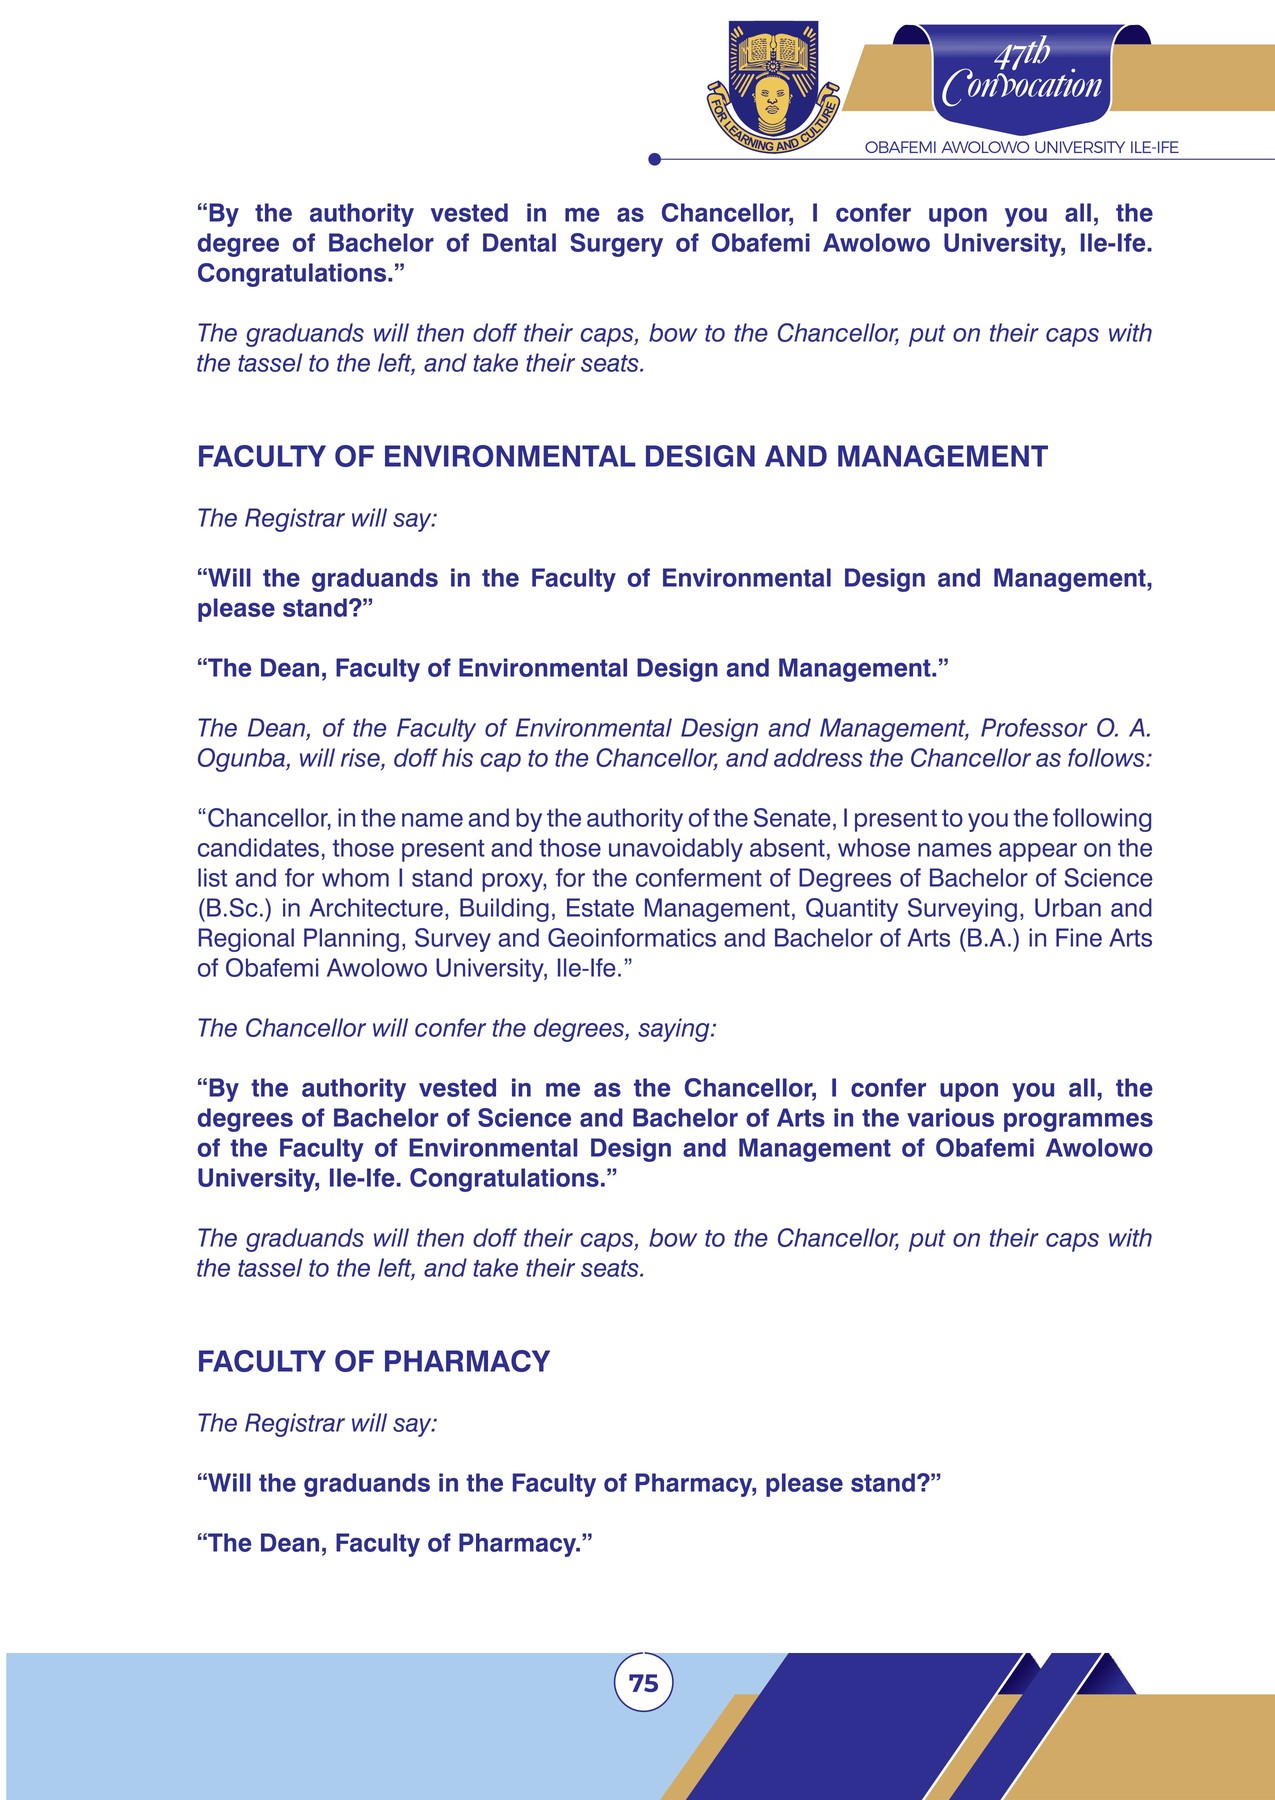 FOR LEARNING AND CULTURE
47th
Convocation
OBAFEMI AWOLOWO UNIVERSITY ILE-IFE
“By the authority vested in me as Chancellor, I confer upon you all, the
degree of Bachelor of Dental Surgery of Obafemi Awolowo University, Ile-Ife.
Congratulations.”
The graduands will then doff their caps, bow to the Chancellor, put on their caps with
the tassel to the left, and take their seats.
FACULTY OF ENVIRONMENTAL DESIGN AND MANAGEMENT
The Registrar will say:
“Will the graduands in the Faculty of Environmental Design and Management,
please stand?”
“The Dean, Faculty of Environmental Design and Management.”
The Dean, of the Faculty of Environmental Design and Management, Professor O. A.
Ogunba, will rise, doff his cap to the Chancellor, and address the Chancellor as follows:
“Chancellor, in the name and by the authority of the Senate, I present to you the following
candidates, those present and those unavoidably absent, whose names appear on the
list and for whom I stand proxy, for the conferment of Degrees of Bachelor of Science
(B.Sc.) in Architecture, Building, Estate Management, Quantity Surveying, Urban and
Regional Planning, Survey and Geoinformatics and Bachelor of Arts (B.A.) in Fine Arts
of Obafemi Awolowo University, Ile-Ife.”
The Chancellor will confer the degrees, saying:
“By the authority vested in me as the Chancellor, I confer upon you all, the
degrees of Bachelor of Science and Bachelor of Arts in the various programmes
of the Faculty of Environmental Design and Management of Obafemi Awolowo
University, Ile-Ife. Congratulations.”
The graduands will then doff their caps, bow to the Chancellor, put on their caps with
the tassel to the left, and take their seats.
FACULTY OF PHARMACY
The Registrar will say:
“Will the graduands in the Faculty of Pharmacy, please stand?”
“The Dean, Faculty of Pharmacy.”
75